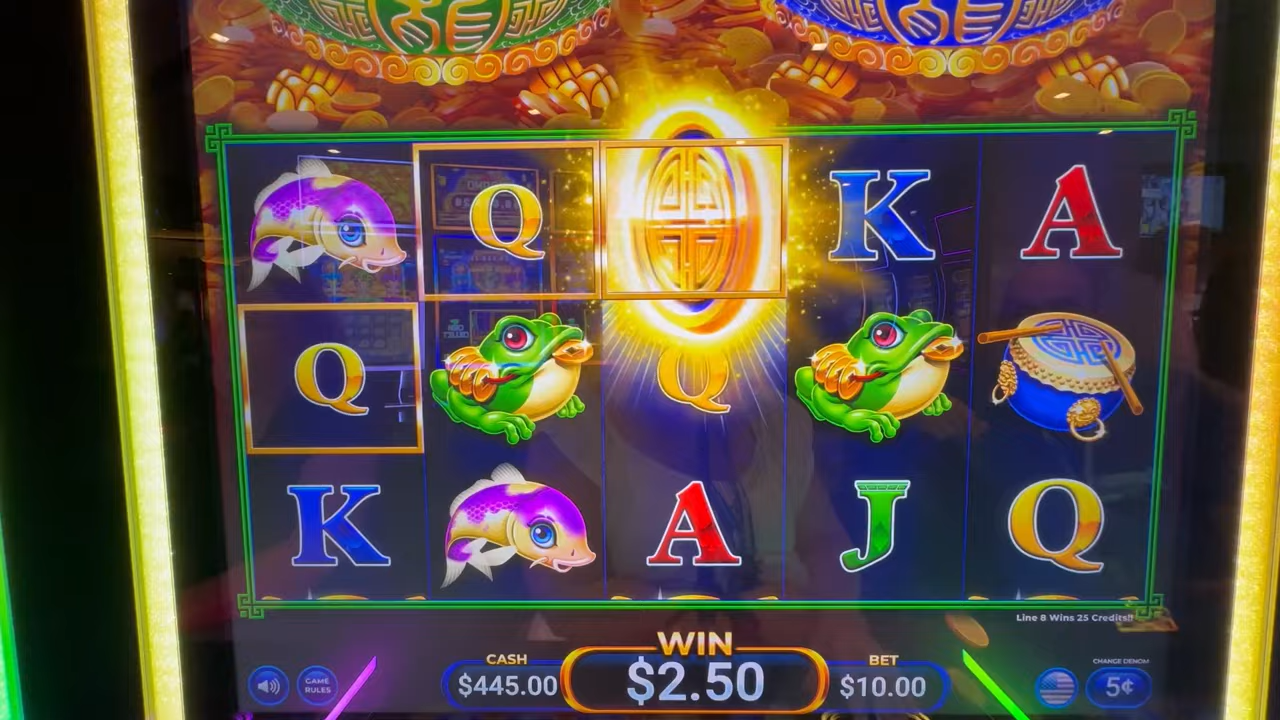 Q
K
A
Q
Q
K
A
J
Q
Line 8 Wins 25 Credits!!
WIN
CASH
$445.00
$2.50
BET
$10.00
GAME
RULES
CHANGE DENOM
5¢